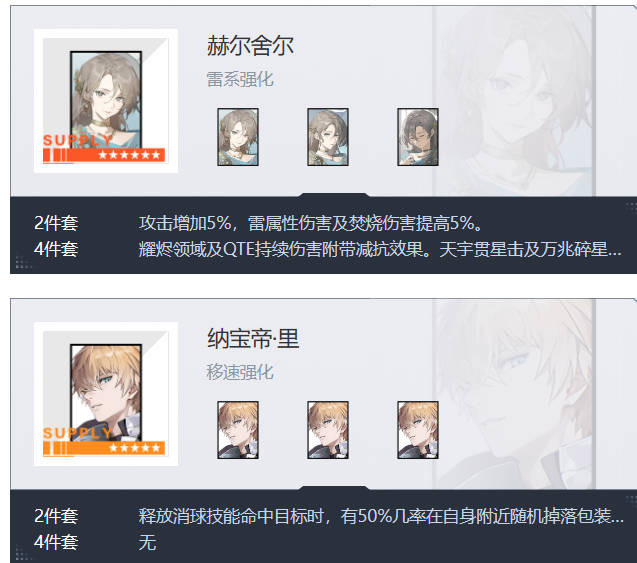 赫尔舍尔
雷系强化
SUPPLY
2件套 攻击增加5%，雷属性伤害及焚烧伤害提高5%。
4件套 耀烬领域及QTE持续伤害附带减抗效果。天宇贯星击及万兆碎星...
纳宝帝·里
移速强化
SUPPLY
2件套 释放消球技能命中目标时，有50%几率在自身附近随机掉落包装...
4件套 无